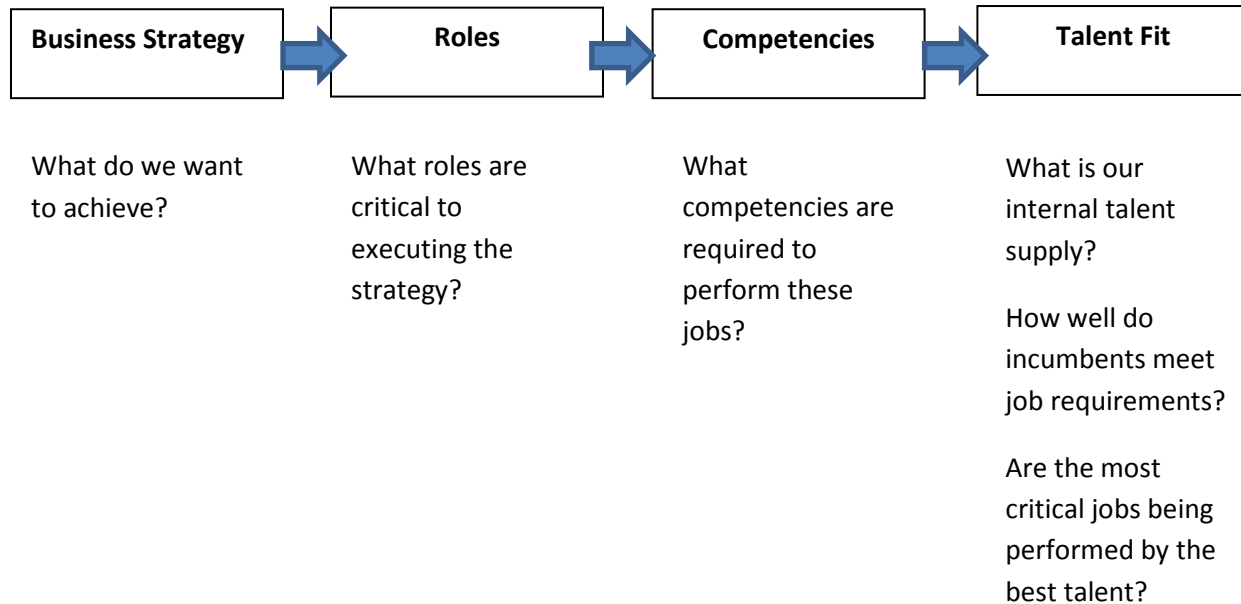 Business Strategy
Roles
Competencies
Talent Fit
What do we want
to achieve?
What roles are
critical to
executing the
strategy?
What
competencies are
required to
perform these
jobs?
What is our
internal talent
supply?
How well do
incumbents meet
job requirements?
Are the most
critical jobs being
performed by the
best talent?